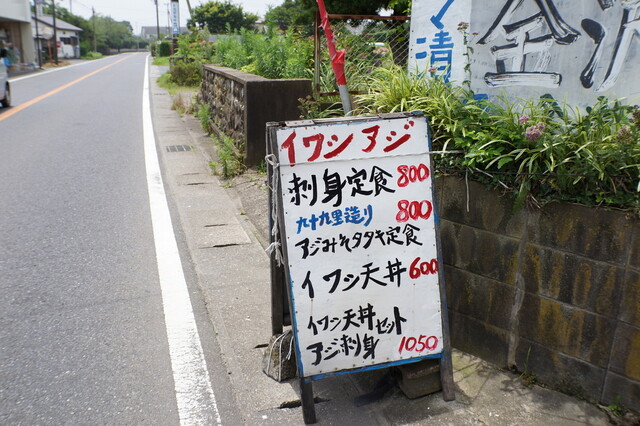 イワシ アジ
刺身定食 800
九十九里造り 800
アジみそタタキ定食
イワシ天丼 600
イワシ天丼セット
アジ刺身 1050
清
金沢